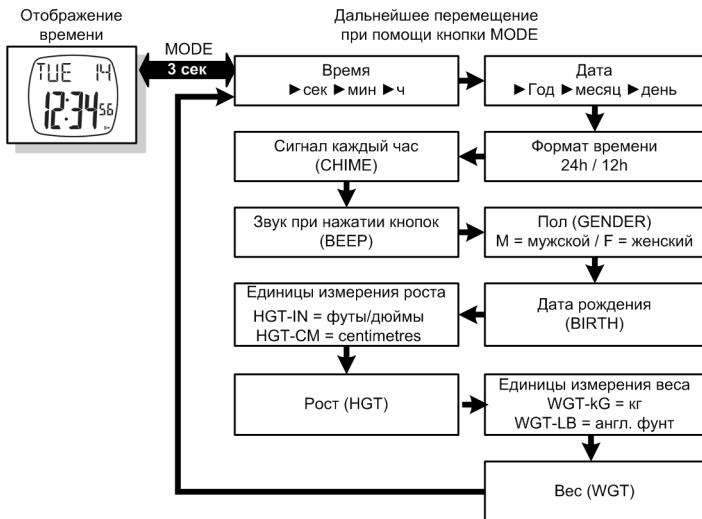 Отображение
времени
Дальнейшее перемещение
при помощи кнопки MODE
TUE 14
12:34 56
MODE
3 сек
Время
►сек ►мин ►ч
Дата
►Год ►месяц ►день
Формат времени
24h / 12h
Сигнал каждый час
(CHIME)
Звук при нажатии кнопок
(BEEP)
Пол (GENDER)
M = мужской / F = женский
Дата рождения
(BIRTH)
Единицы измерения роста
HGT-IN = футы/дюймы
HGT-CM = centimetres
Рост (HGT)
Единицы измерения веса
WGT-kG = кг
WGT-LB = англ. фунт
Вес (WGT)